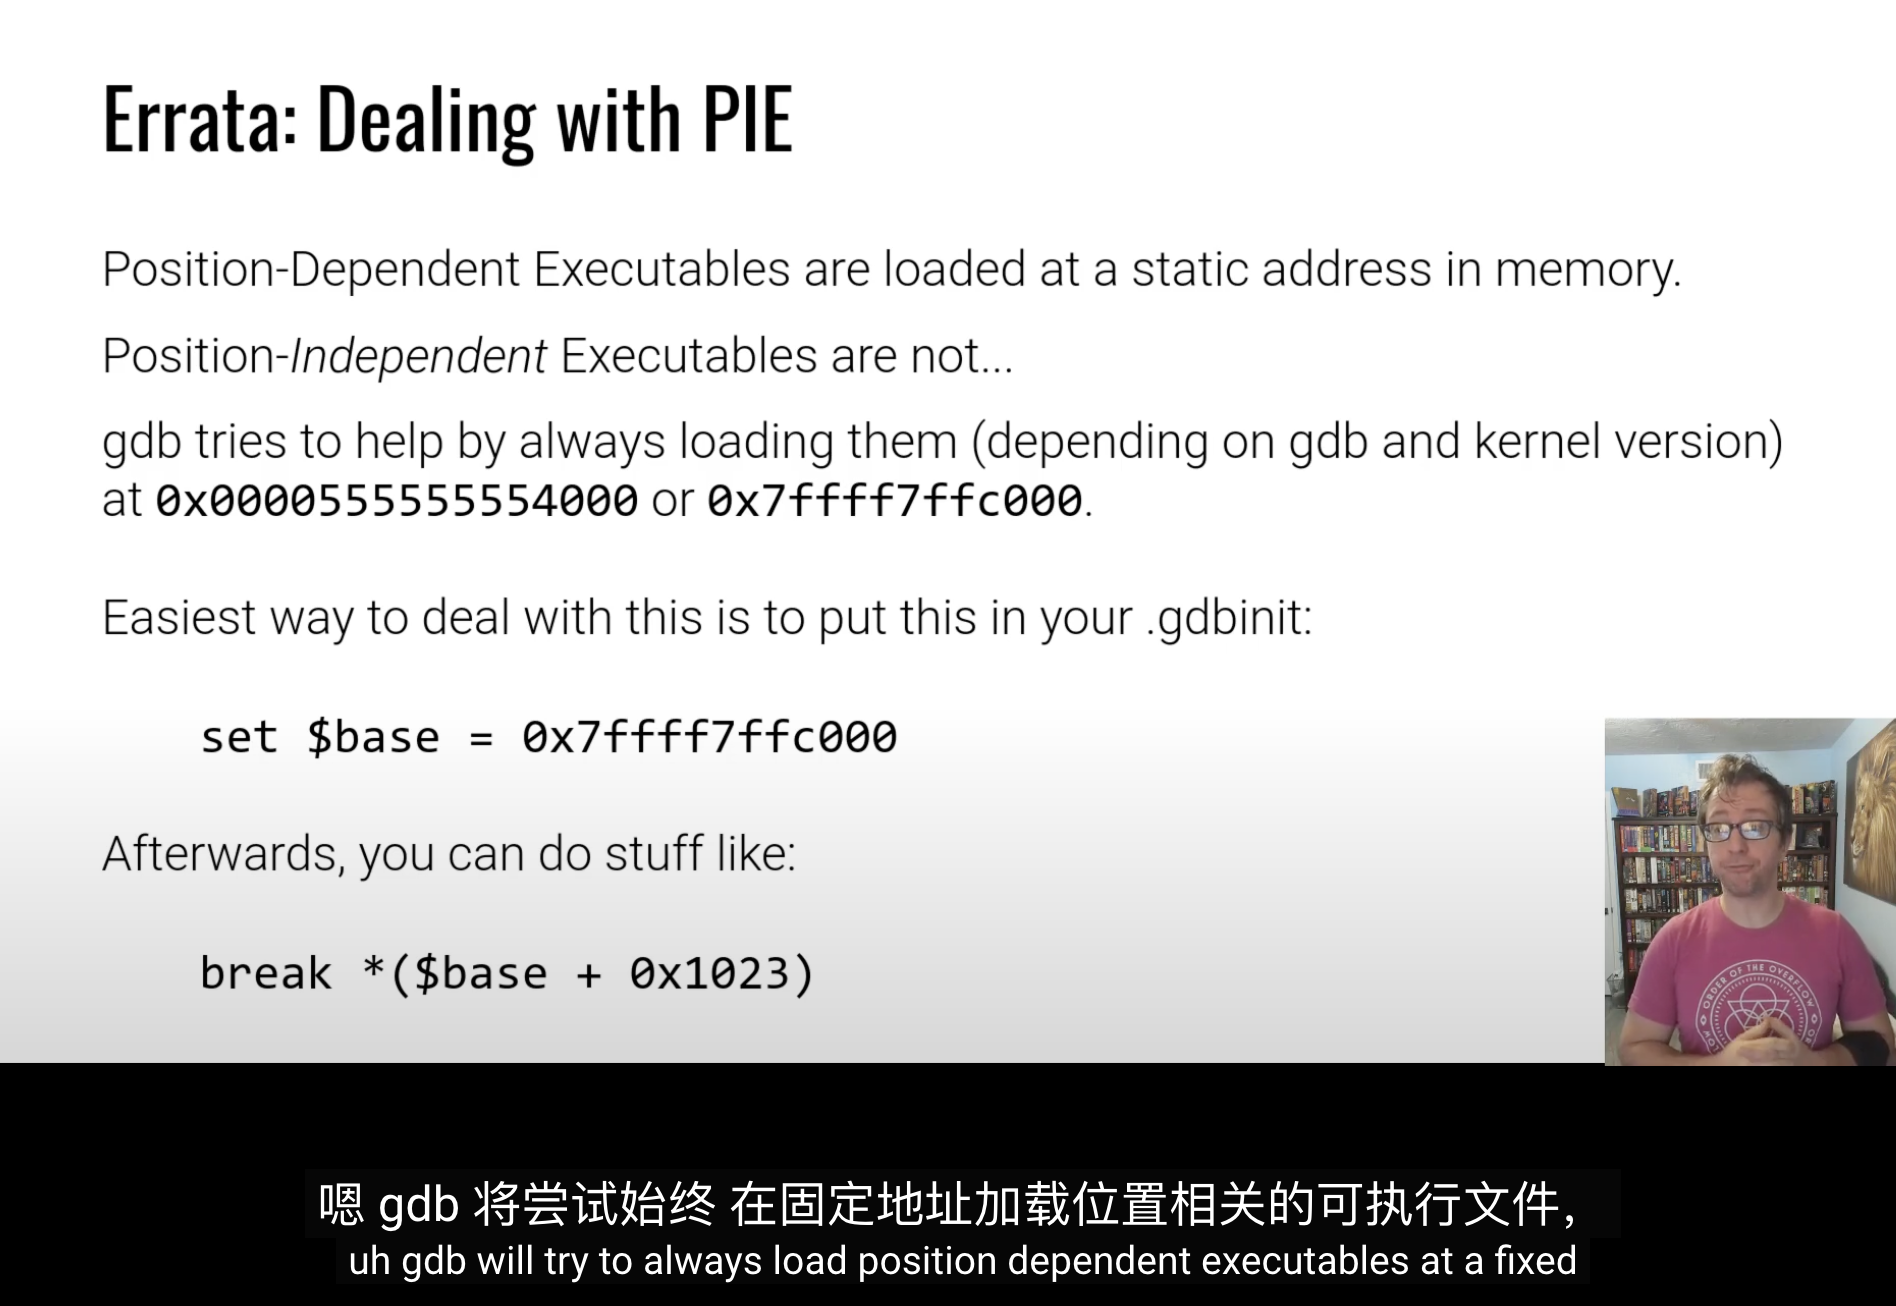 Errata: Dealing with PIE
Position-Dependent Executables are loaded at a static address in memory.
Position-Independent Executables are not...
gdb tries to help by always loading them (depending on gdb and kernel version)
at 0x0000555555554000 or 0x7ffff7ffc000.
Easiest way to deal with this is to put this in your .gdbinit:
set $base = 0x7ffff7ffc000
Afterwards, you can do stuff like:
break *($base + 0x1023)
ORDER OF THE OVERFLOW
嗯 gdb 将尝试始终 在固定地址加载位置相关的可执行文件,
uh gdb will try to always load position dependent executables at a fixed